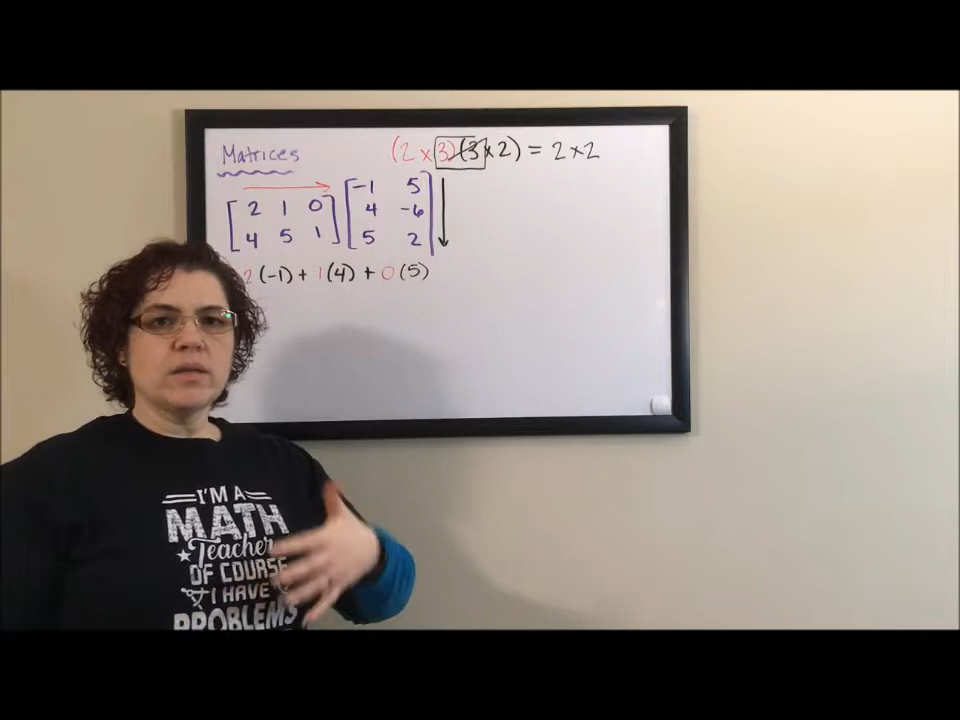 Matrices
(2 x 3)(3 x 2) = 2 x 2
[2 1 0] [-1 5]
[4 5 1] [4 -6]
[5 2]
2(-1) + 1(4) + 0(5)
I'M A
MATH
Teacher
OF COURSE
I HAVE
PROBLEMS